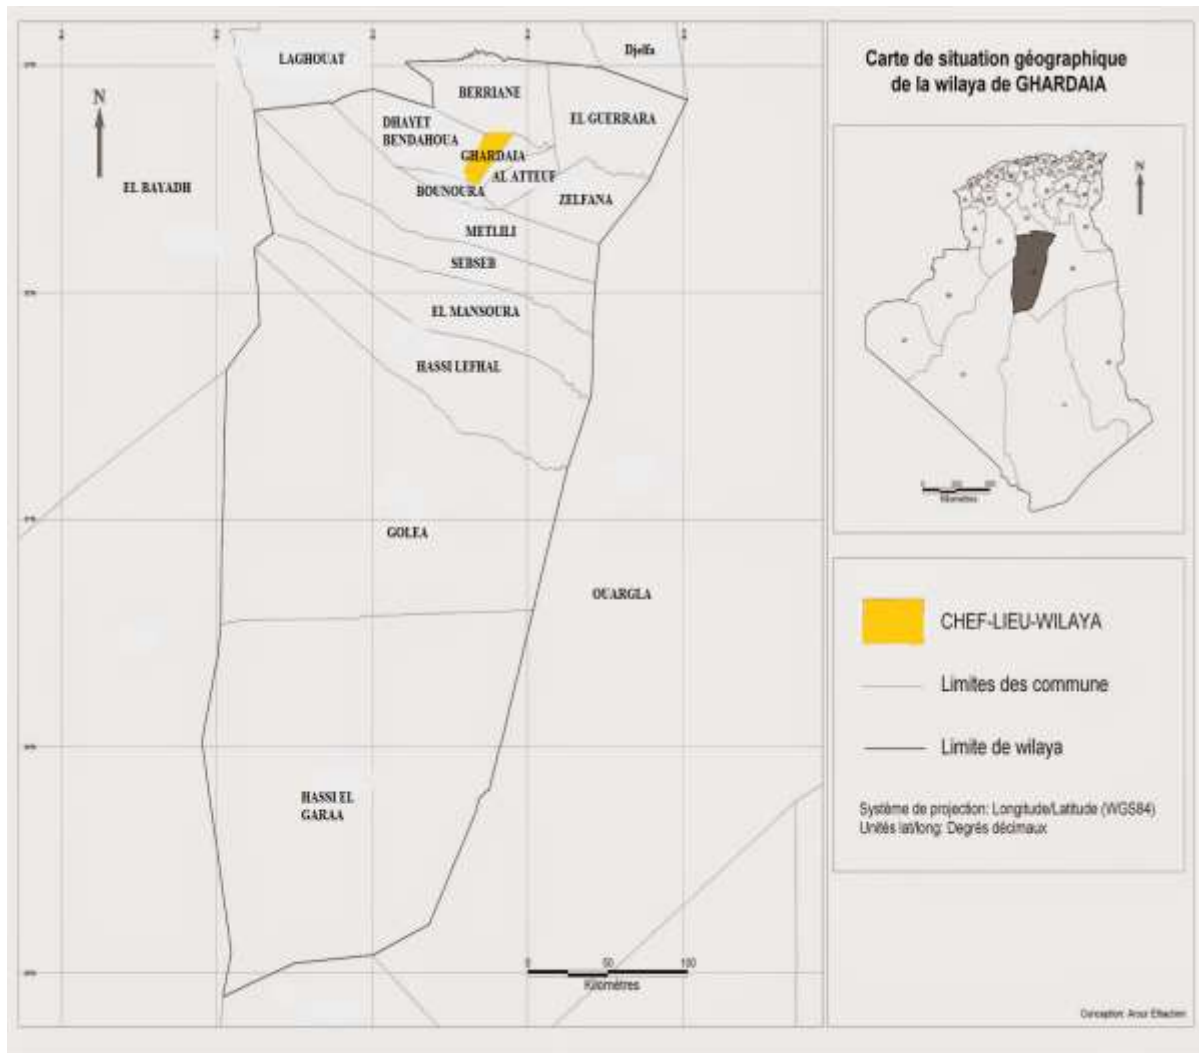 LAGHOUAT
Djelfa
N
BERRIANE
EL GUERRARA
DHAYET
BENDAHOUA
GHARDAIA
AL ATTEUF
BOUNOURA
ZELFANA
EL BAYADH
METLILI
SEBSEB
EL MANSOURA
HASSI LEFHAL
GOLEA
OUARGLA
HASSI EL
GARAA
0 50 100
Kilomètres
Carte de situation géographique
de la wilaya de GHARDAIA
N
Kilomètres
CHEF-LIEU-WILAYA
Limites des commune
Limite de wilaya
Système de projection: Longitude/Latitude (WGS84)
Unités lat/long: Degrés décimaux
Conception: